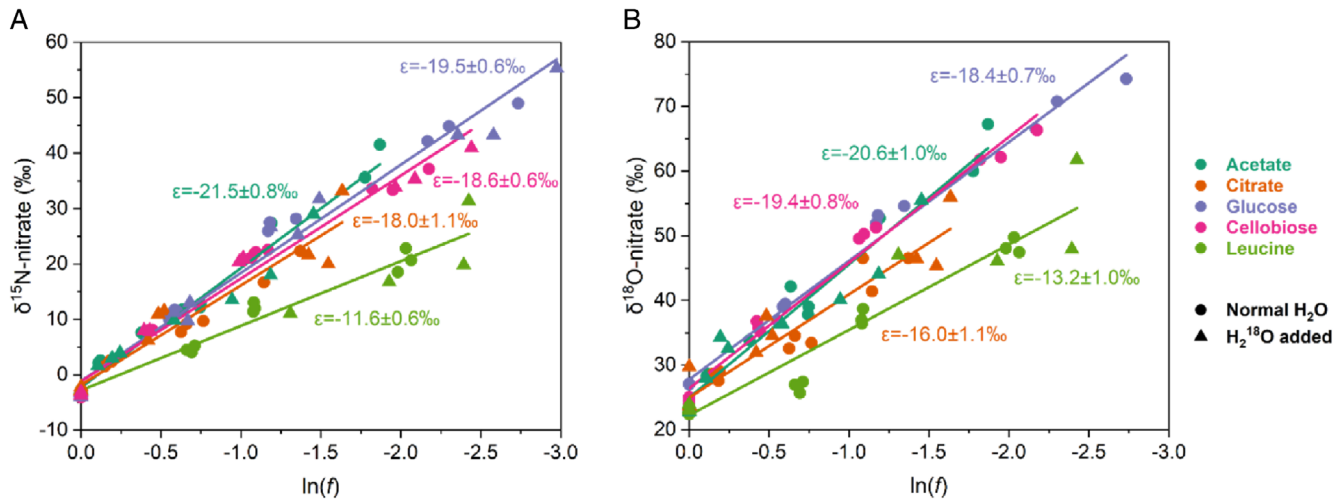 A
δ¹⁵N-nitrate (‰)
60
50
40
30
20
10
0
-10
ε=-19.5±0.6‰
ε=-21.5±0.8‰
ε=-18.6±0.6‰
ε=-18.0±1.1‰
ε=-11.6±0.6‰
0.0
-0.5
-1.0
-1.5
-2.0
-2.5
-3.0
ln(f)
B
δ¹⁸O-nitrate (‰)
80
70
60
50
40
30
20
ε=-18.4±0.7‰
ε=-20.6±1.0‰
ε=-19.4±0.8‰
ε=-13.2±1.0‰
ε=-16.0±1.1‰
0.0
-0.5
-1.0
-1.5
-2.0
-2.5
-3.0
ln(f)
Acetate
Citrate
Glucose
Cellobiose
Leucine
Normal H₂O
H₂¹⁸O added